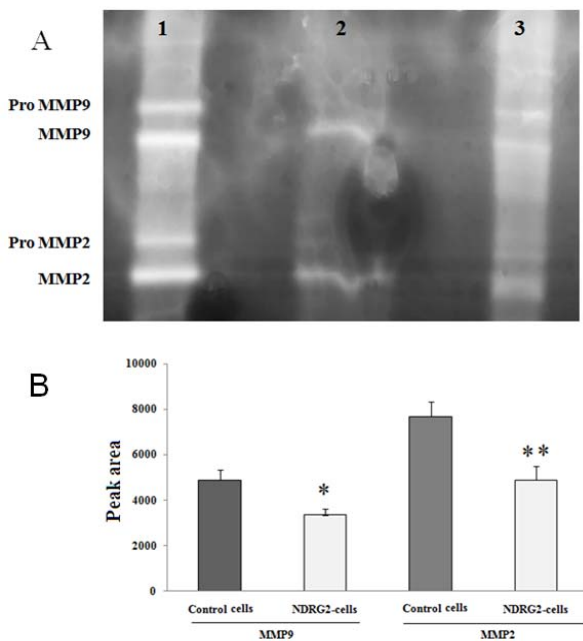 A
1 2 3
Pro MMP9
MMP9
Pro MMP2
MMP2
B
Peak area
10000
8000
6000
4000
2000
0
*
**
Control cells NDRG2-cells Control cells NDRG2-cells
MMP9 MMP2